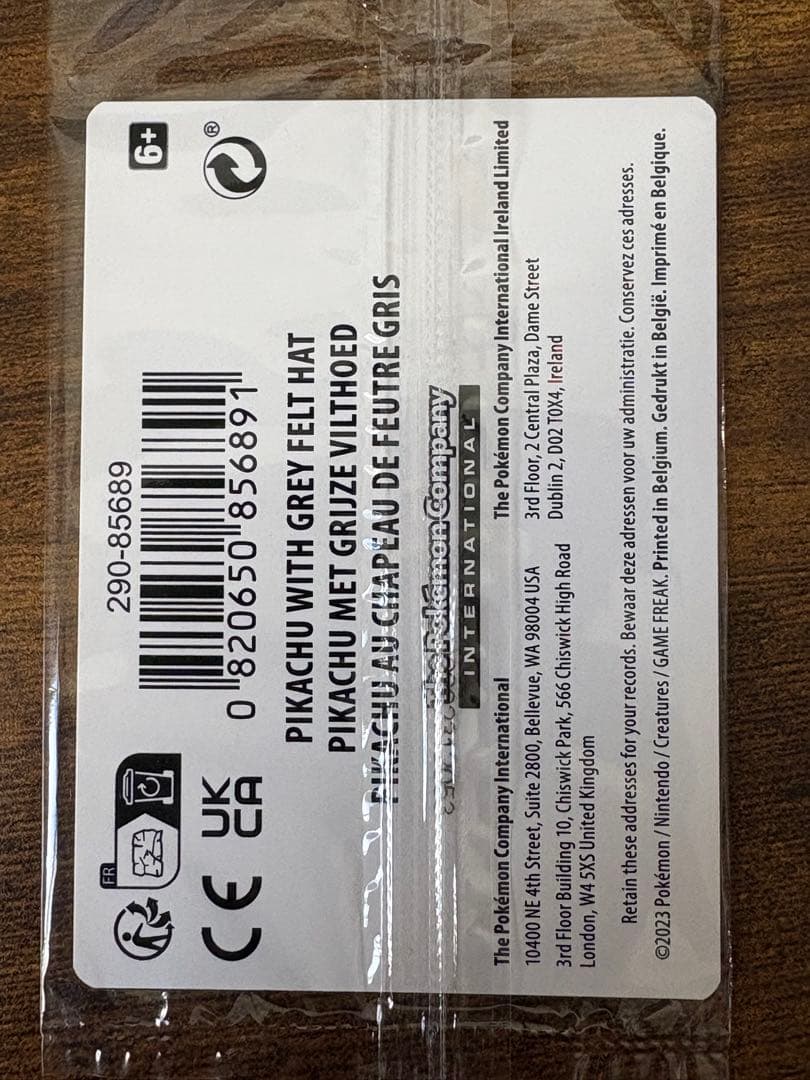 FR
CE
UK
CA
290-85689
0 820650 856891
6+
®
PIKACHU WITH GREY FELT HAT
PIKACHU MET GRIJZE VILTHOED
PIKACHU AU CHAPEAU DE FEUTRE GRIS
The Pokémon Company
INTERNATIONAL
The Pokémon Company International
10400 NE 4th Street, Suite 2800, Bellevue, WA 98004 USA
3rd Floor Building 10, Chiswick Park, 566 Chiswick High Road
London, W4 5XS United Kingdom
The Pokémon Company International Ireland Limited
3rd Floor, 2 Central Plaza, Dame Street
Dublin 2, D02 T0X4, Ireland
Retain these addresses for your records. Bewaar deze adressen voor uw administratie. Conservez ces adresses.
©2023 Pokémon / Nintendo / Creatures / GAME FREAK. Printed in Belgium. Gedrukt in België. Imprimé en Belgique.